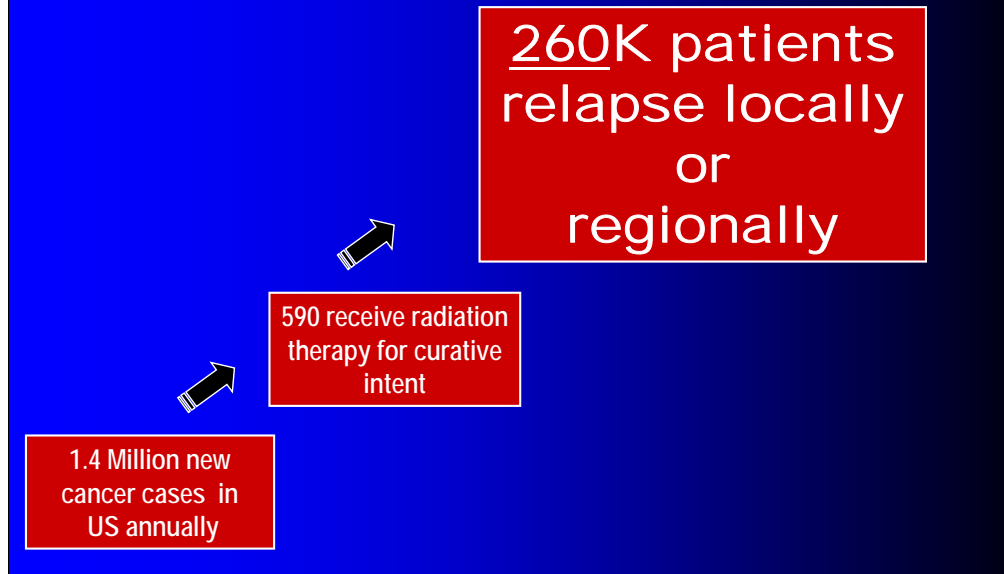 260K patients
relapse locally
or
regionally
590 receive radiation
therapy for curative
intent
1.4 Million new
cancer cases in
US annually